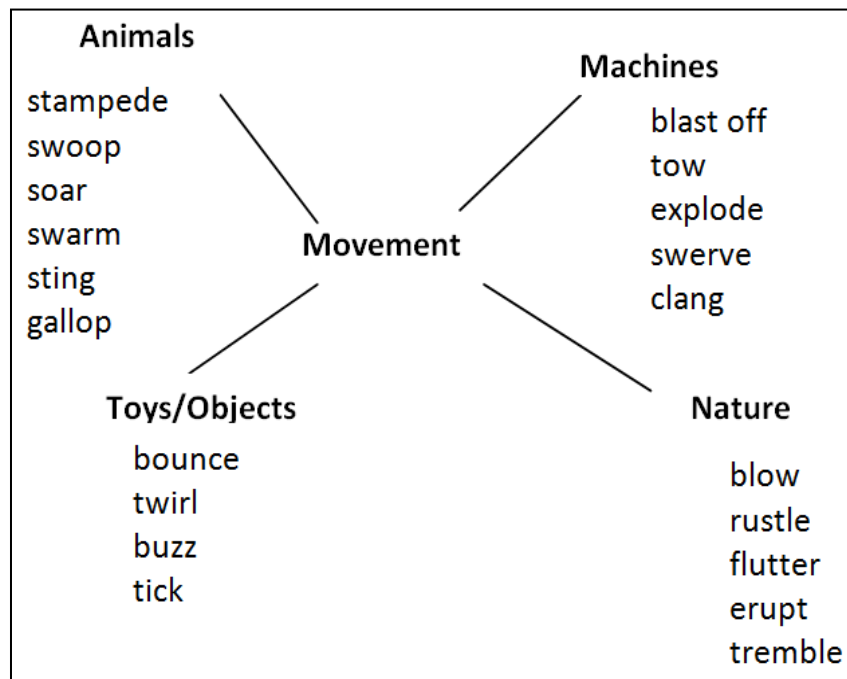 Animals
stampede
swoop
soar
swarm
sting
gallop
Machines
blast off
tow
explode
swerve
clang
Movement
Toys/Objects
bounce
twirl
buzz
tick
Nature
blow
rustle
flutter
erupt
tremble